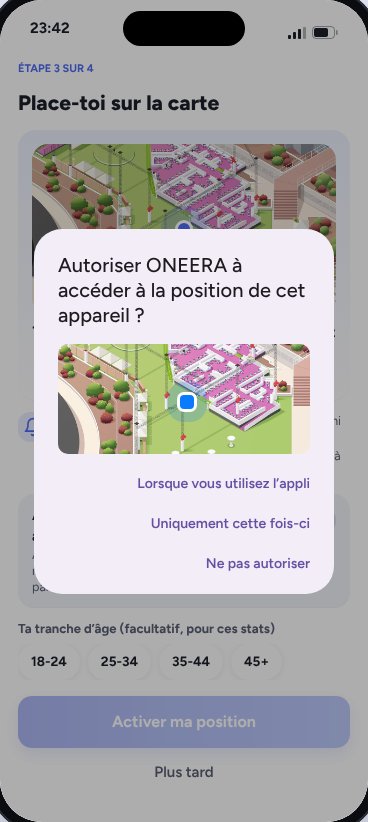 23:42
ÉTAPE 3 SUR 4
Place-toi sur la carte
Autoriser ONEERA à
accéder à la position de cet
appareil ?
Lorsque vous utilisez l'appli
Uniquement cette fois-ci
Ne pas autoriser
Ta tranche d'âge (facultatif, pour ces stats)
18-24
25-34
35-44
45+
Activer ma position
Plus tard